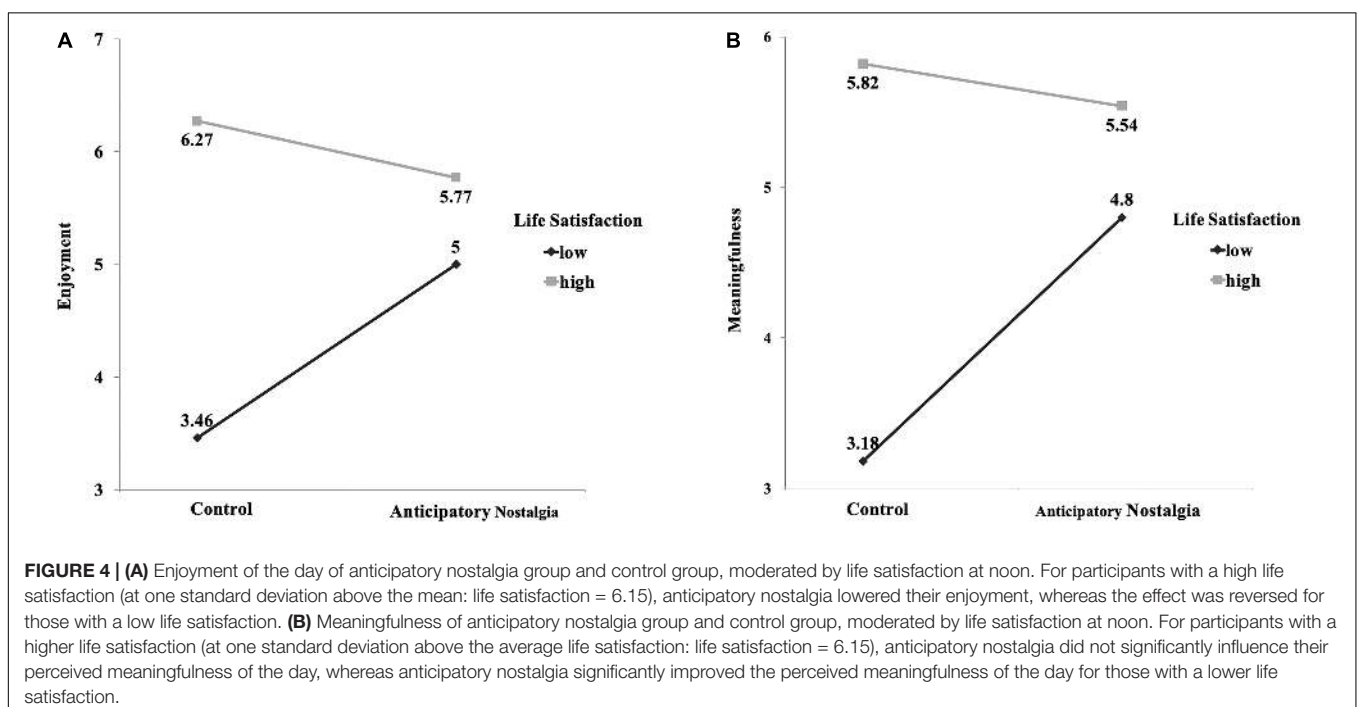 A
7
6
5
4
3
Enjoyment
6.27
5.77
5
3.46
Life Satisfaction
low
high
Control
Anticipatory Nostalgia
B
6
5
4
3
Meaningfulness
5.82
5.54
4.8
3.18
Life Satisfaction
low
high
Control
Anticipatory Nostalgia
FIGURE 4 | (A) Enjoyment of the day of anticipatory nostalgia group and control group, moderated by life satisfaction at noon. For participants with a high life
satisfaction (at one standard deviation above the mean: life satisfaction = 6.15), anticipatory nostalgia lowered their enjoyment, whereas the effect was reversed for
those with a low life satisfaction. (B) Meaningfulness of anticipatory nostalgia group and control group, moderated by life satisfaction at noon. For participants with a
higher life satisfaction (at one standard deviation above the average life satisfaction: life satisfaction = 6.15), anticipatory nostalgia did not significantly influence their
perceived meaningfulness of the day, whereas anticipatory nostalgia significantly improved the perceived meaningfulness of the day for those with a lower life
satisfaction.